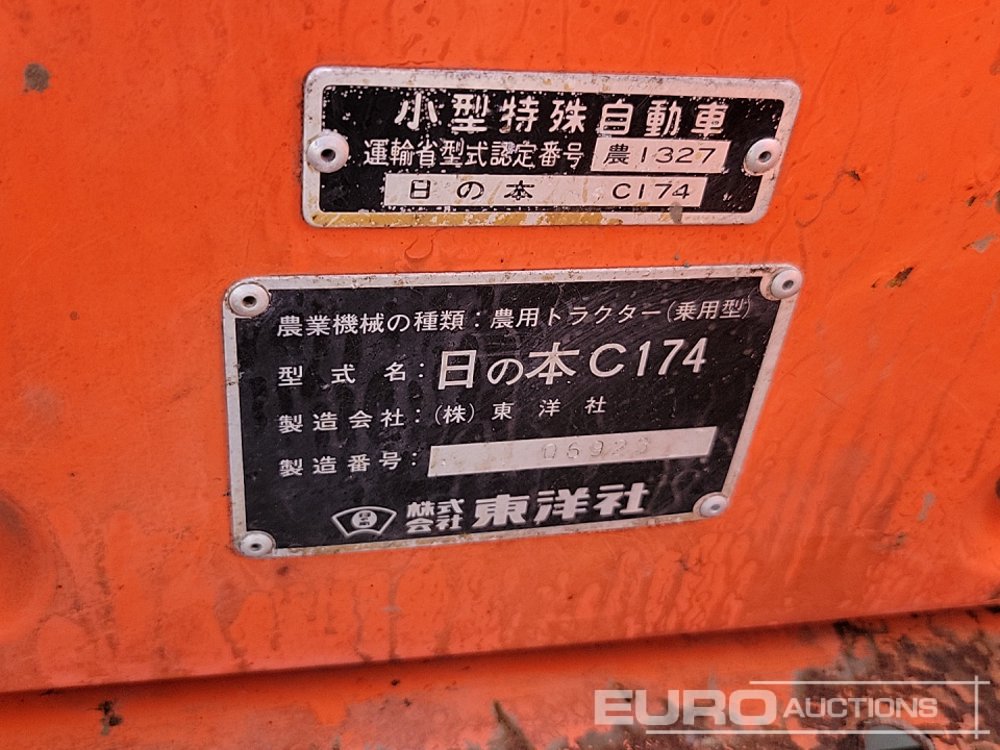 小型特殊自動車
運輸省型式認定番号 農1327
日の本 C174
農業機械の種類：農用トラクター（乗用型）
型式名：日の本C174
製造会社：（株）東洋社
製造番号： 06923
株式会社 東洋社
EURO AUCTIONS